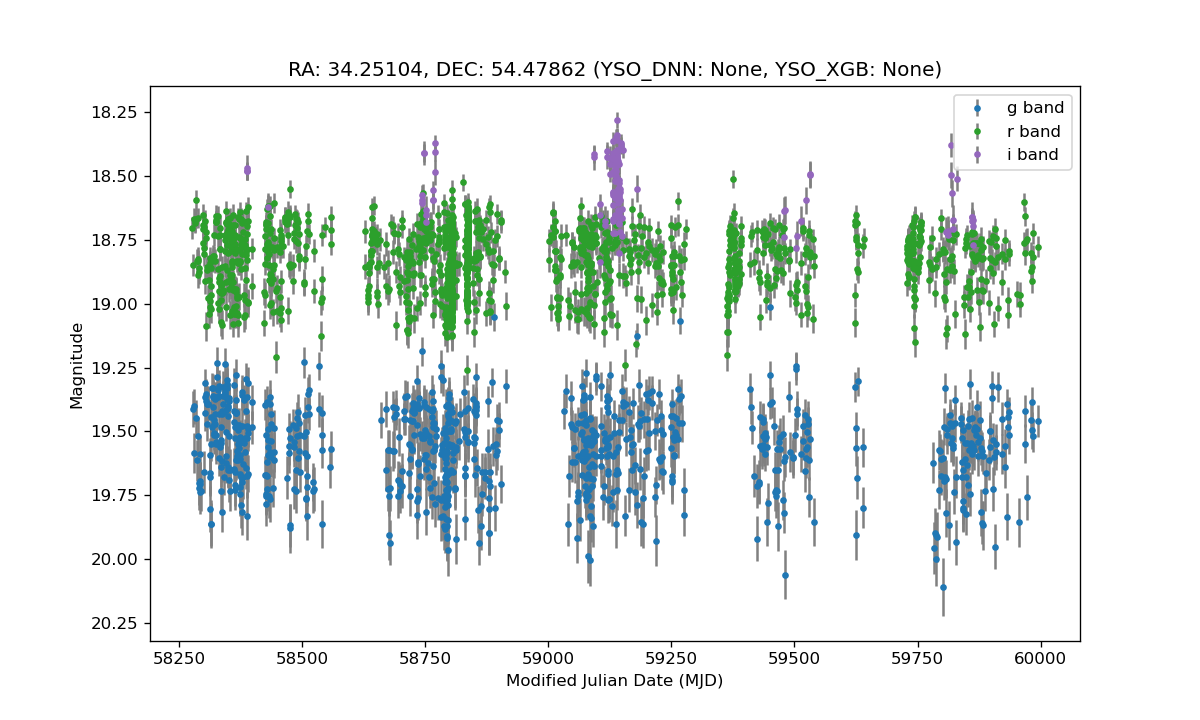 RA: 34.25104, DEC: 54.47862 (YSO_DNN: None, YSO_XGB: None)
g band
r band
i band
18.25
18.50
18.75
19.00
19.25
19.50
19.75
20.00
20.25
Magnitude
58250 58500 58750 59000 59250 59500 59750 60000
Modified Julian Date (MJD)